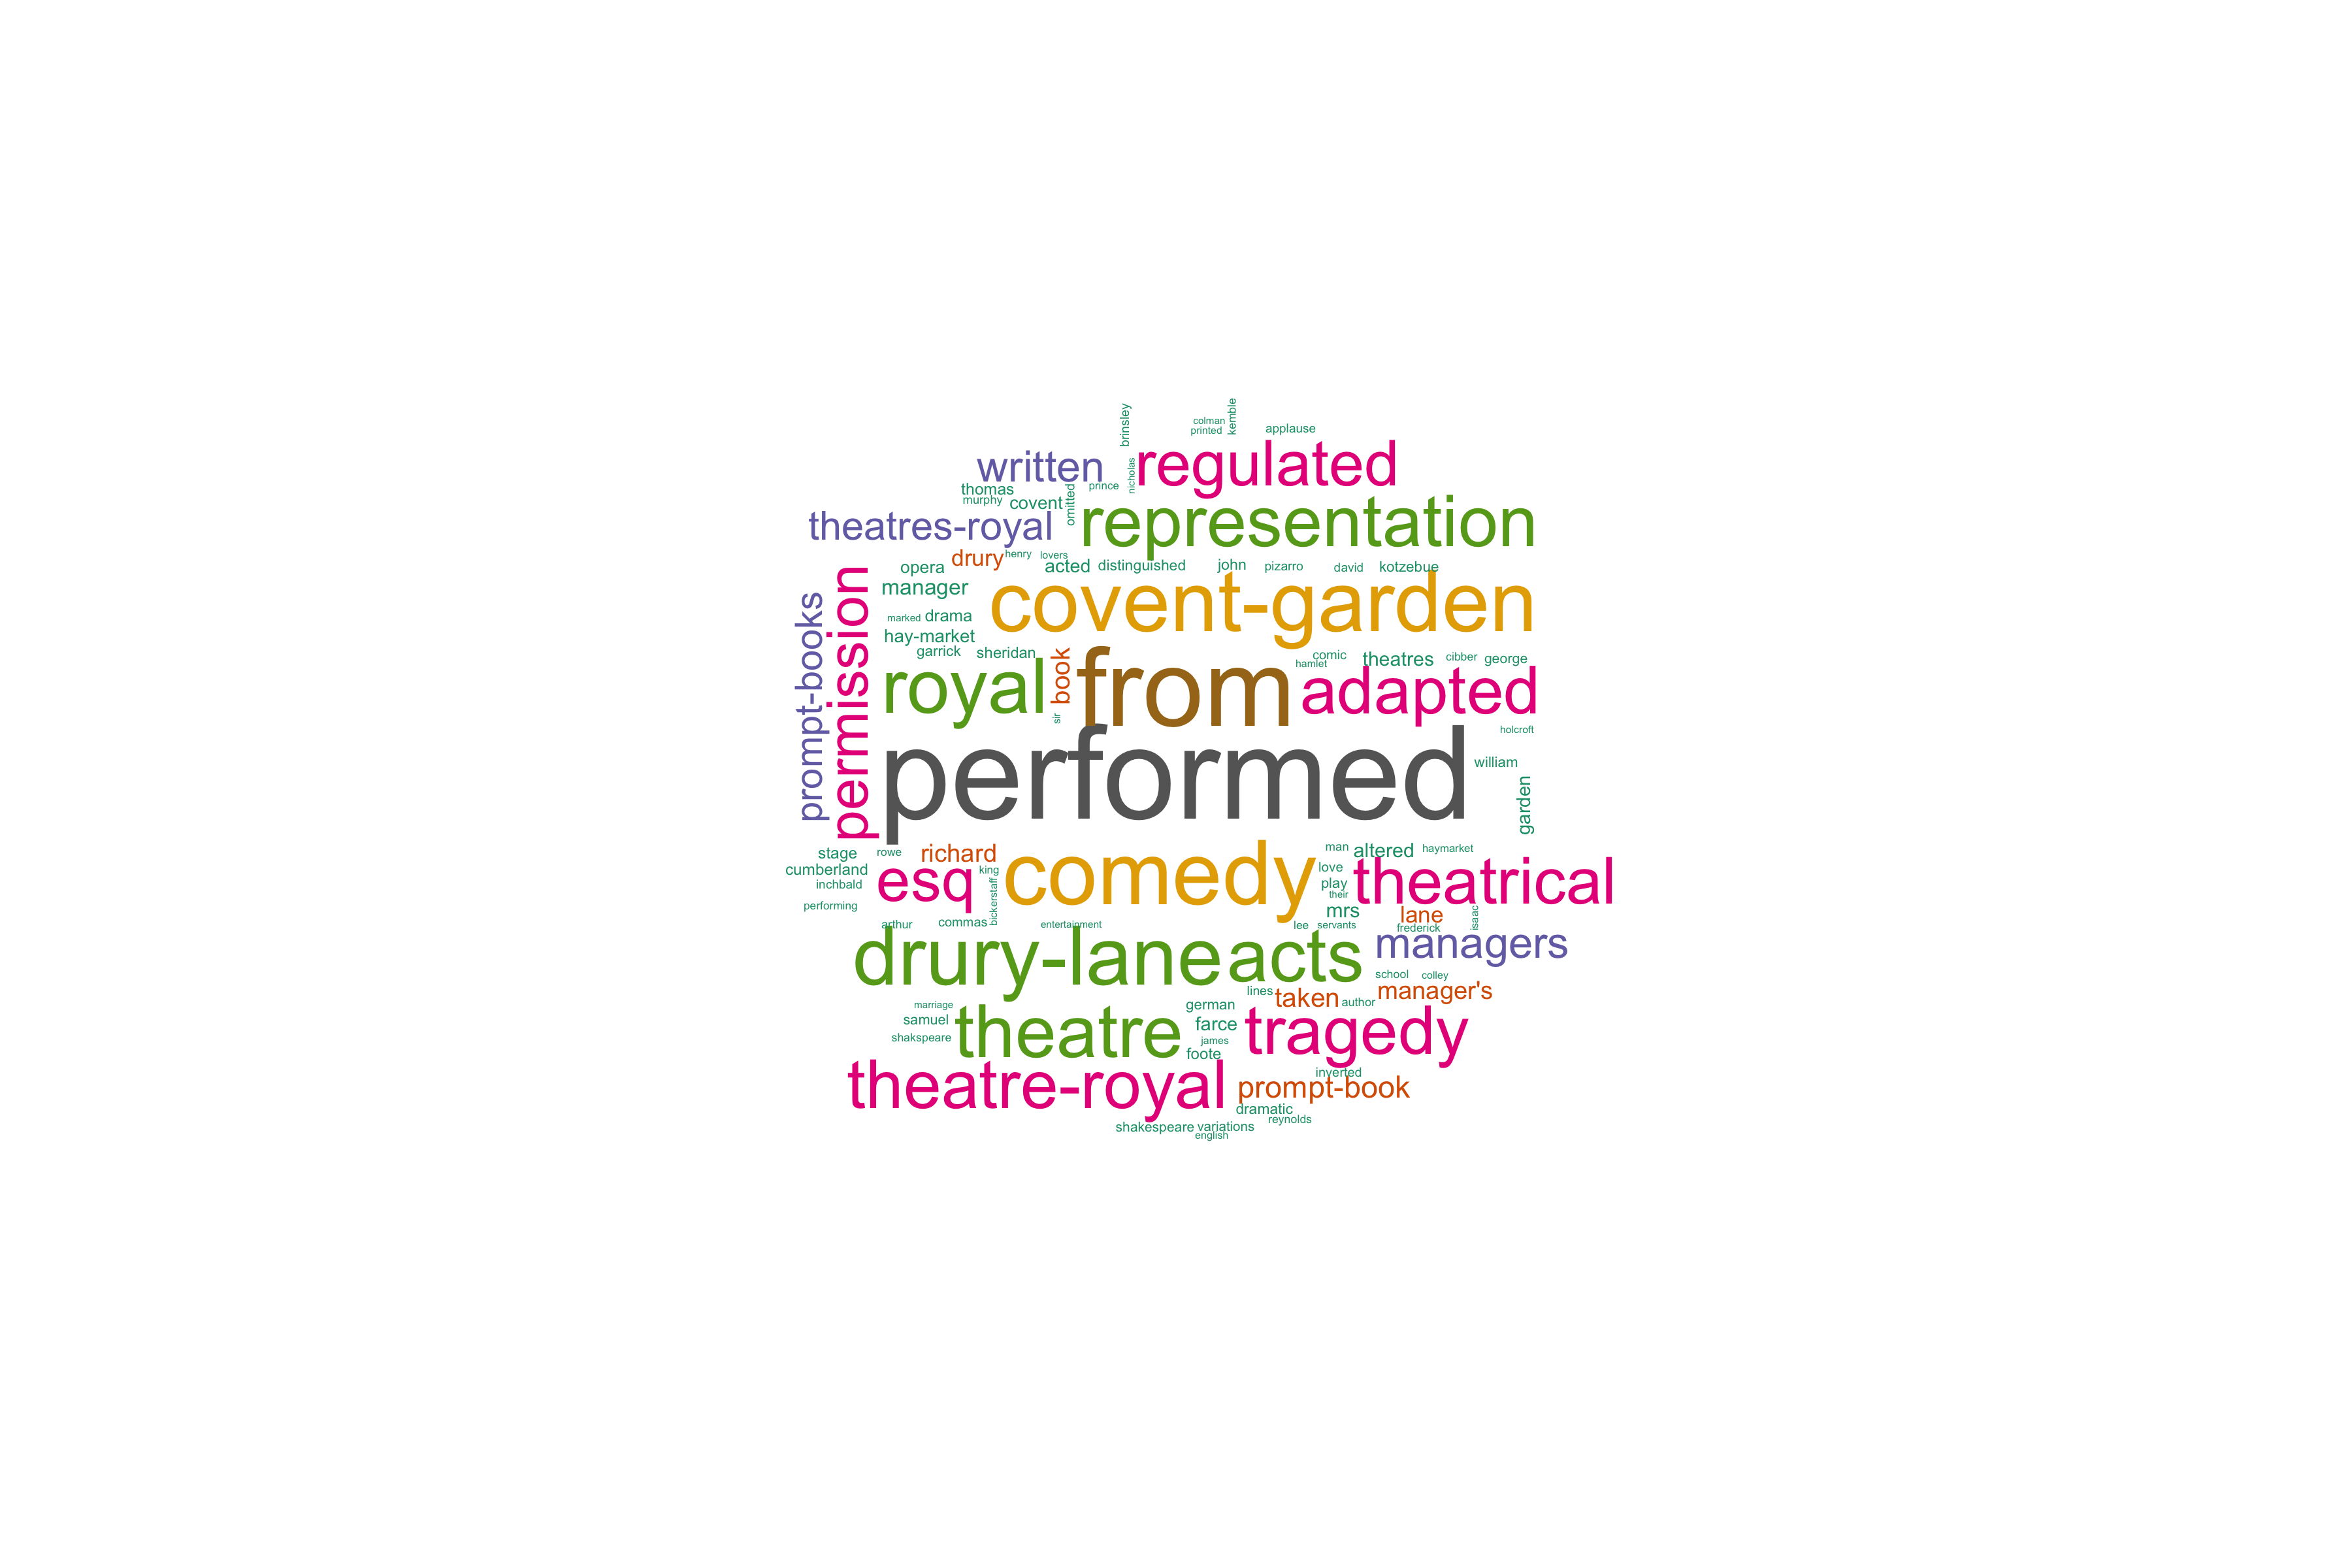 brinsley
colman
printed
kemble
applause
written
regulated
thomas
murphy
covent
omitted
prince
nicholas
theatres-royal
representation
drury
henry
lovers
opera
acted
distinguished
john
pizarro
david
kotzebue
manager
covent-garden
permission
prompt-books
marked
drama
hay-market
garrick
sheridan
book
from
hamlet
comic
theatres
cibber
george
royal
adapted
sir
performed
holcroft
william
garden
stage
rowe
richard
cumberland
inchbald
king
esq
comedy
man
altered
haymarket
love
play
their
theatrical
performing
bickerstaff
mrs
lane
isaac
arthur
commas
entertainment
lee
servants
frederick
drury-lane
acts
managers
school
colley
marriage
samuel
shakspeare
theatre
german
lines
taken
author
manager's
farce
james
foote
tragedy
theatre-royal
inverted
prompt-book
dramatic
reynolds
shakespeare
variations
english